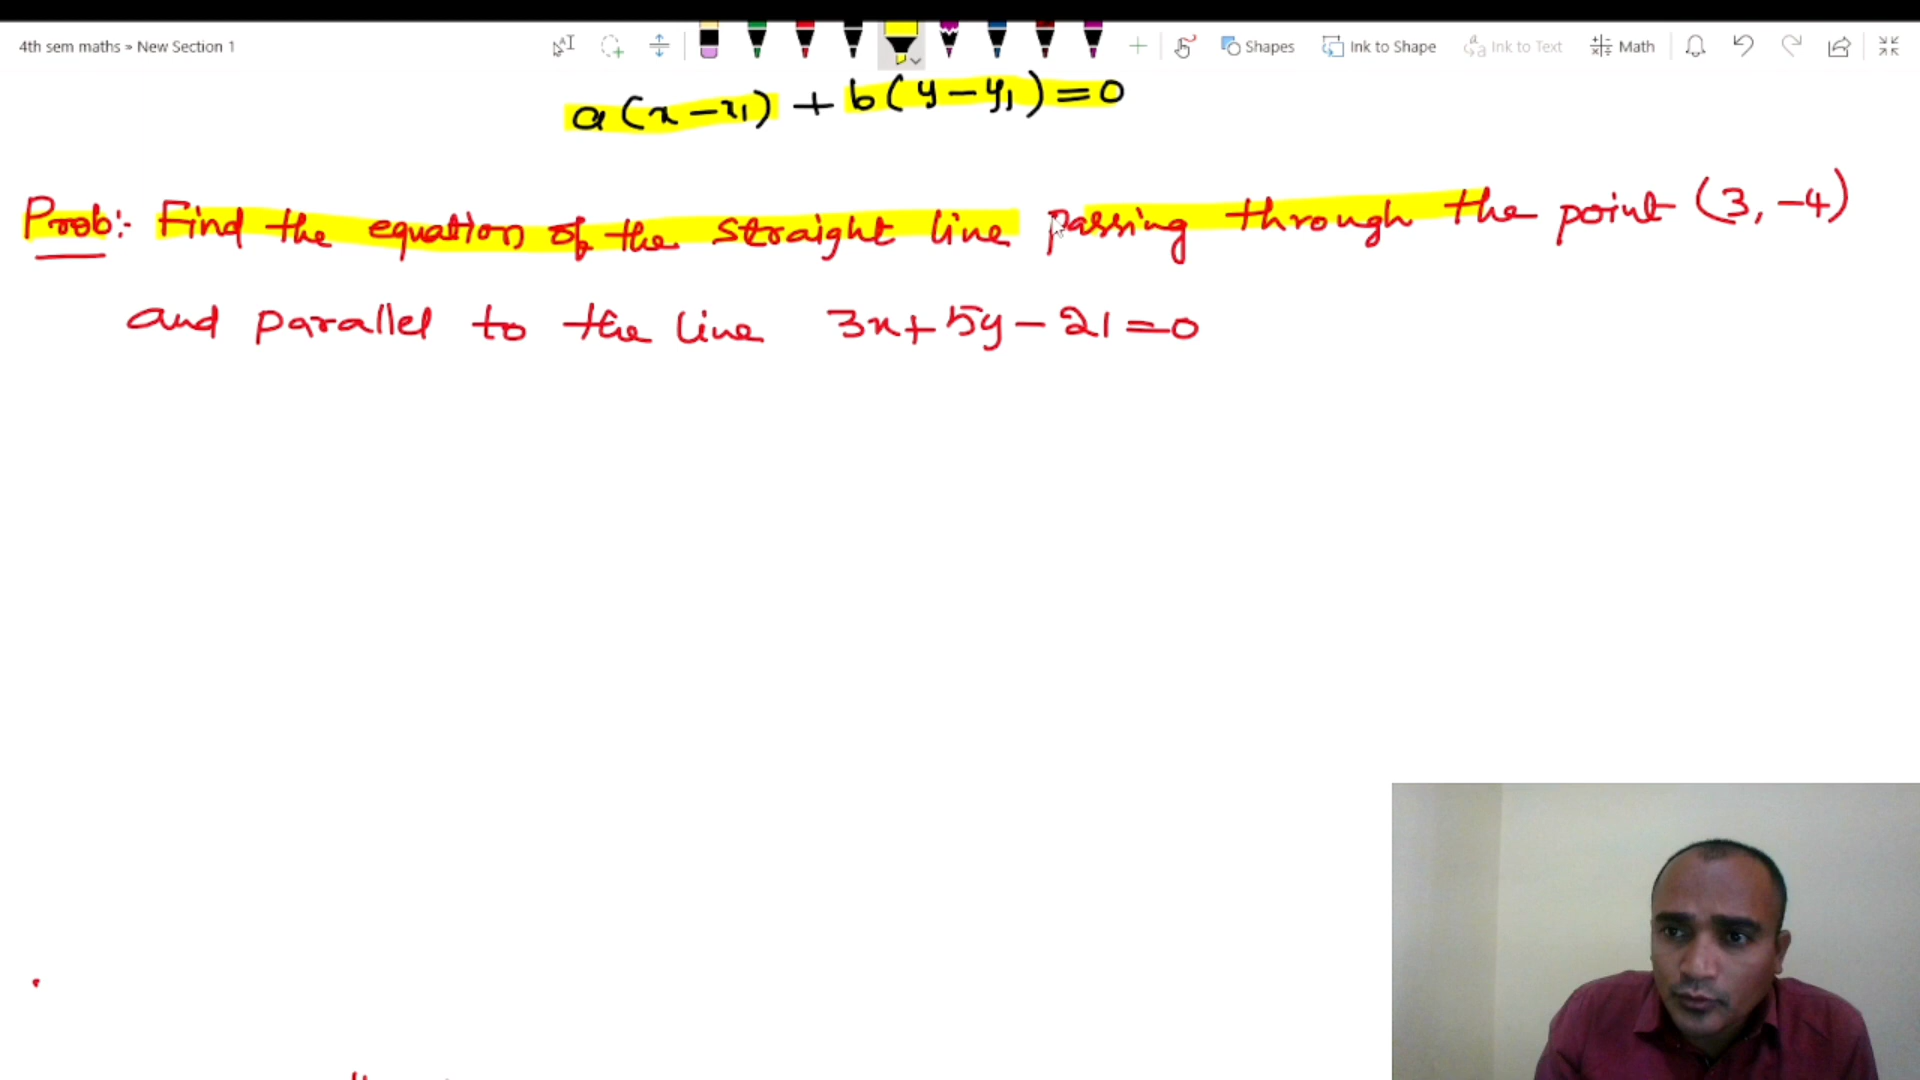 4th sem maths » New Section 1
Shapes
Ink to Shape
Ink to Text
Math
a(x-x₁) + b(y-y₁)=0
Prob:- Find the equation of the straight line passing through the point (3, -4)
and parallel to the line 3x+5y-21=0